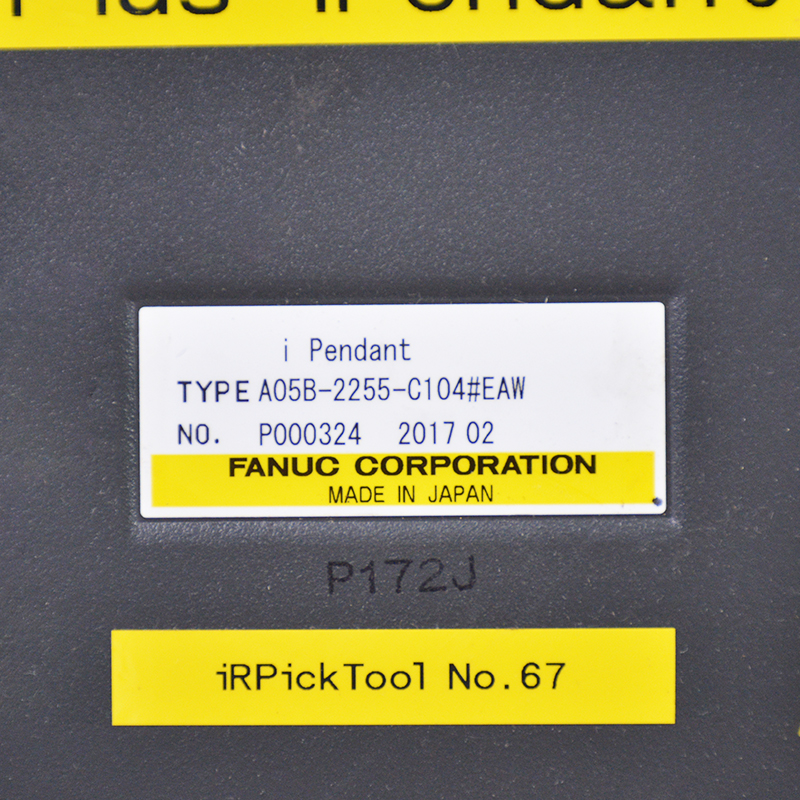 iPendant
i Pendant
TYPE A05B-2255-C104#EAW
NO. P000324 2017 02
FANUC CORPORATION
MADE IN JAPAN
P172J
iRPickTool No.67